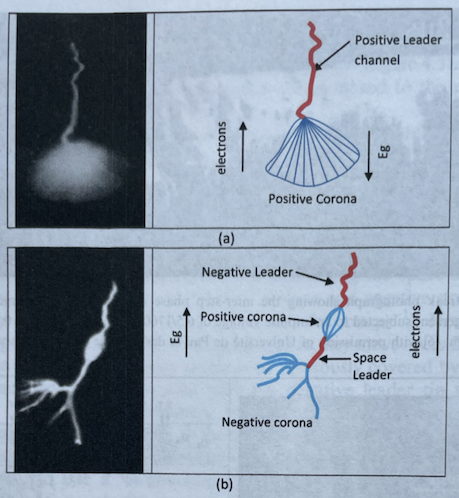 Positive Leader
channel
electrons
Eg
Positive Corona
(a)
Negative Leader
Positive corona
Eg
electrons
Space
Leader
Negative corona
(b)